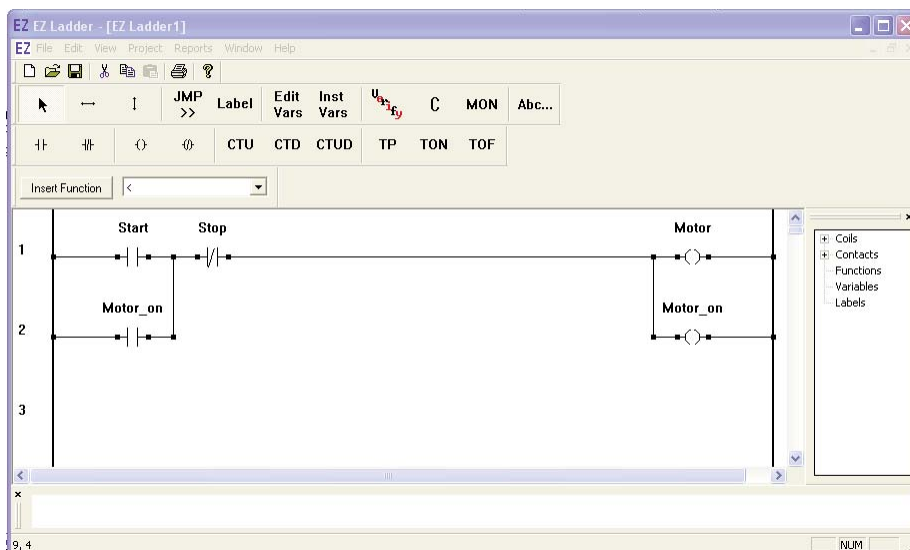 EZ EZ Ladder - [EZ Ladder1]
EZ File Edit View Project Reports Window Help
JMP >> Label Edit Vars Inst Vars Verify C MON Abc...
CTU CTD CTUD TP TON TOF
Insert Function <
Start Stop Motor
1
Motor_on Motor_on
2
3
Coils
Contacts
Functions
Variables
Labels
9, 4 NUM